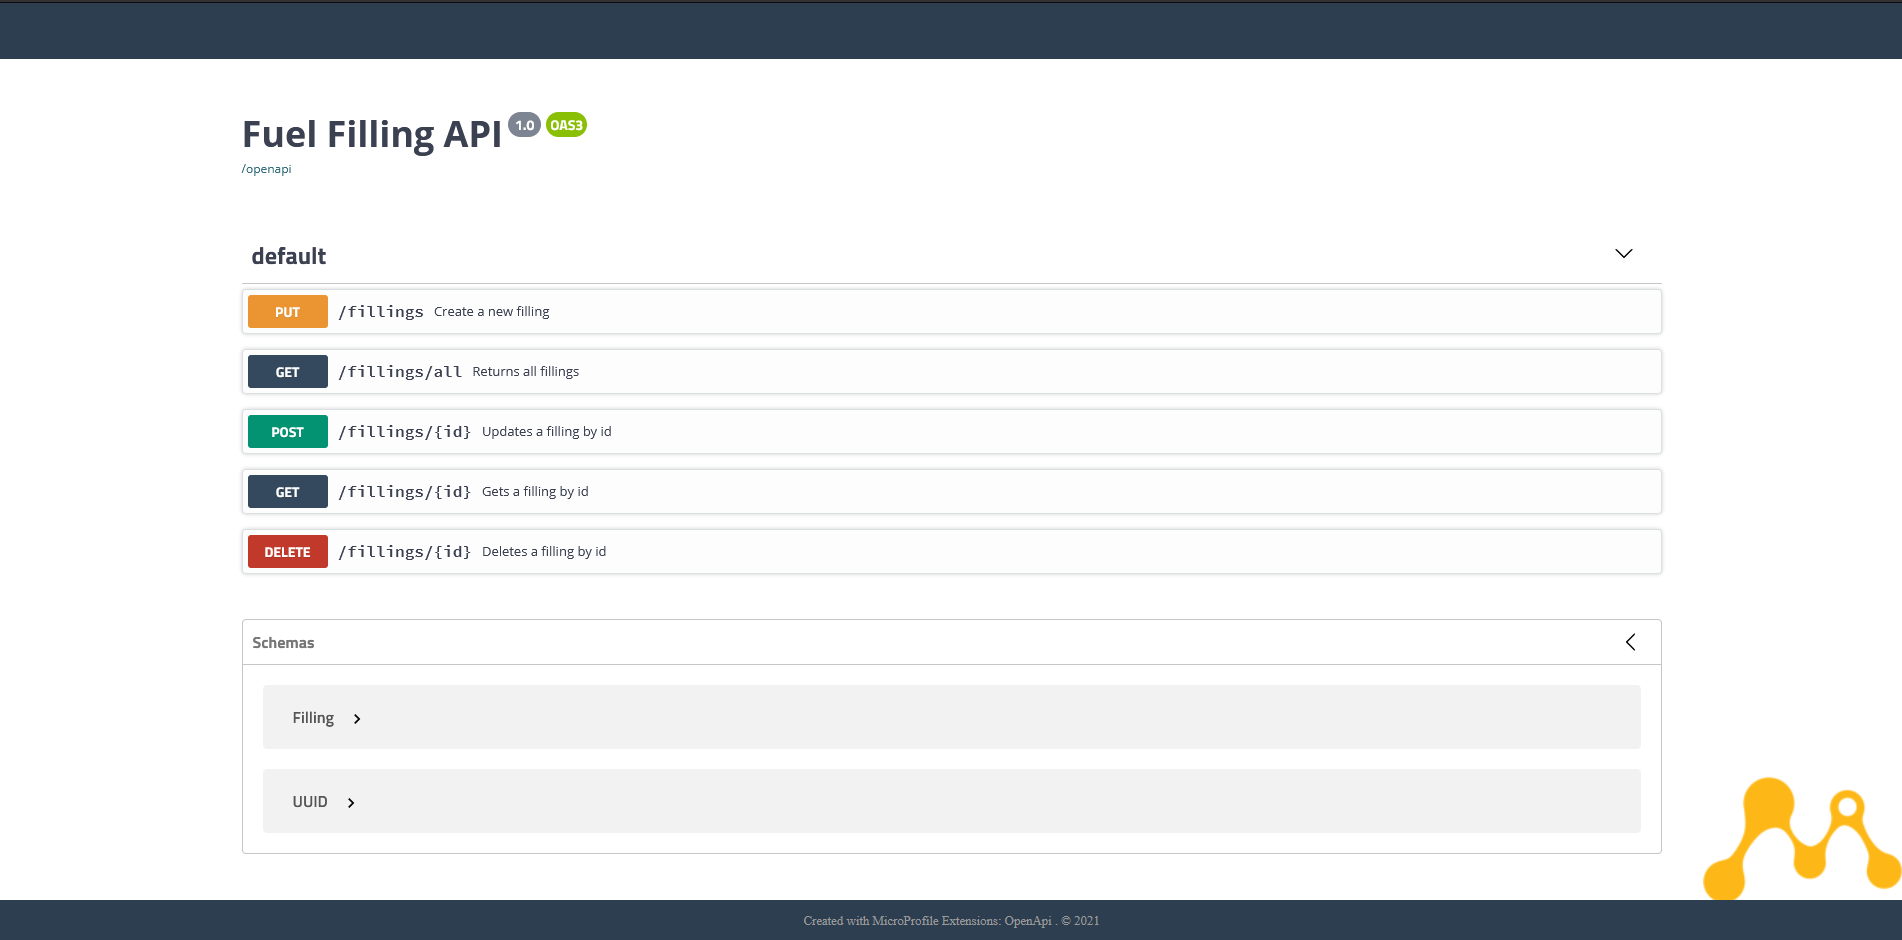 Fuel Filling API 1.0 OAS3
/openapi
default
PUT /fillings Create a new filling
GET /fillings/all Returns all fillings
POST /fillings/{id} Updates a filling by id
GET /fillings/{id} Gets a filling by id
DELETE /fillings/{id} Deletes a filling by id
Schemas
Filling
UUID
Created with MicroProfile Extensions: OpenApi . © 2021